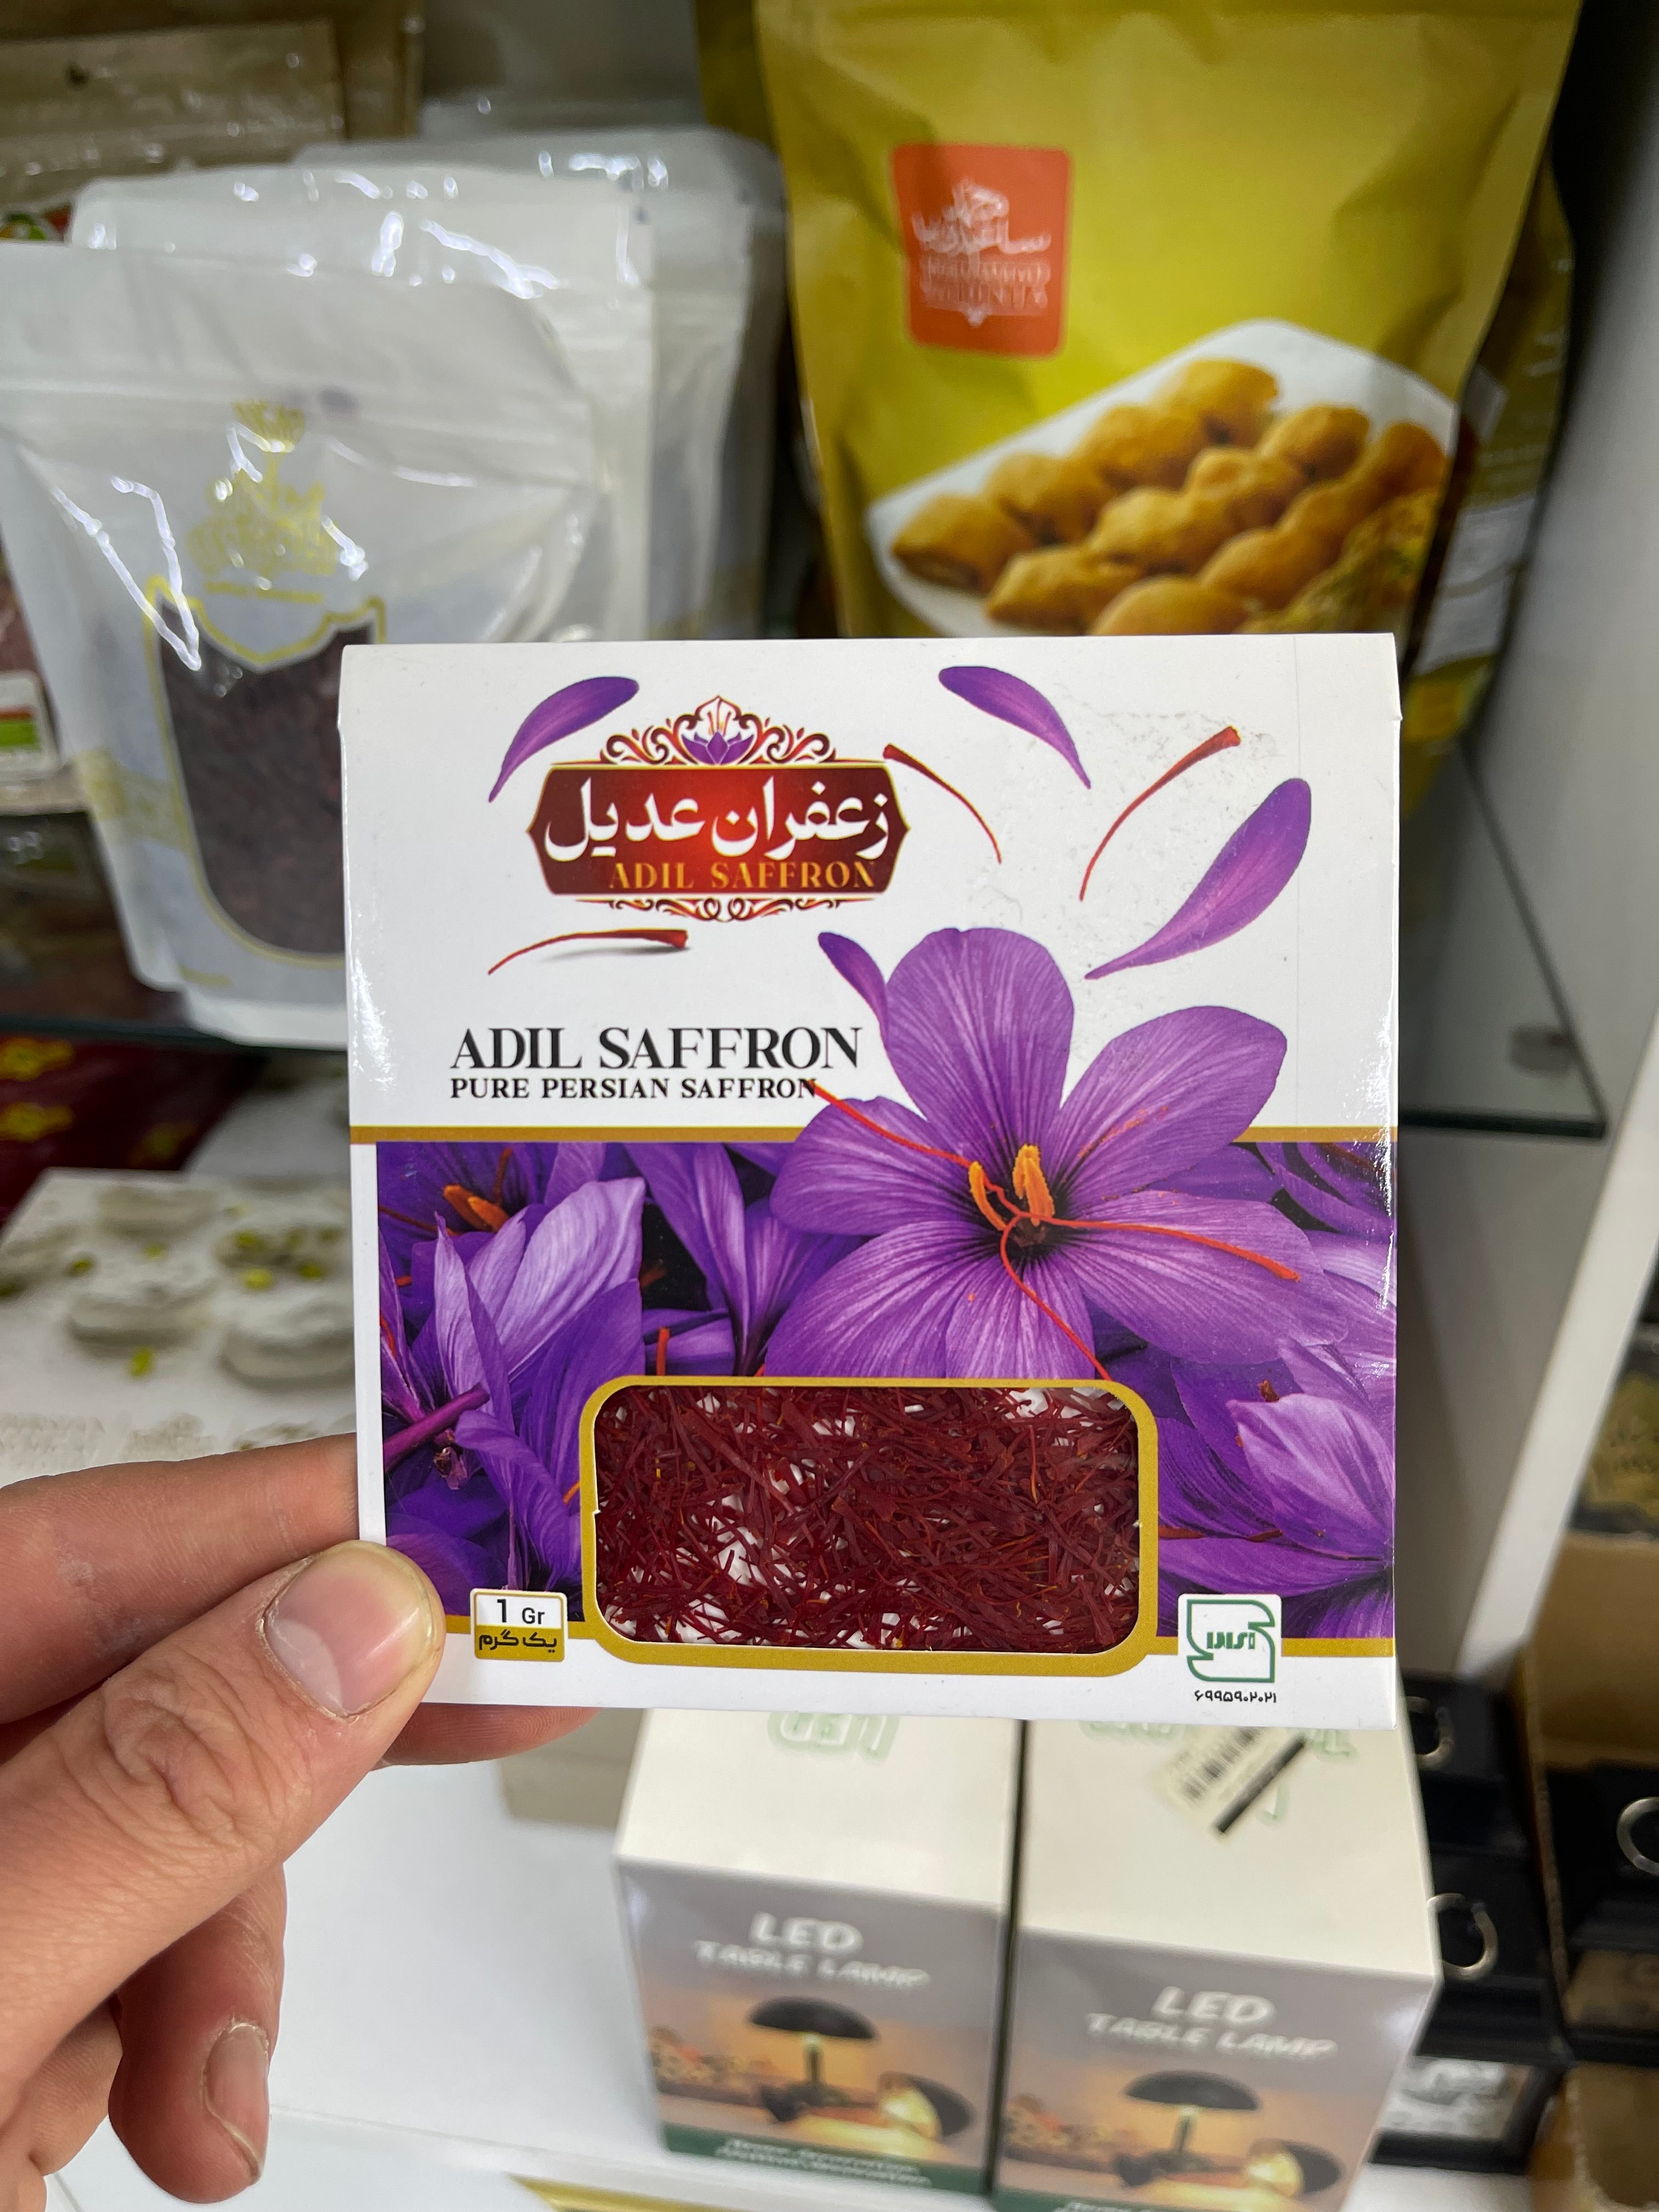 زعفران عدیل
ADIL SAFFRON
ADIL SAFFRON
PURE PERSIAN SAFFRON
1 Gr
یک گرم
۶۹۹۵۹۰۲۰۲۱
LED
TABLE LAMP
LED
TABLE LAMP